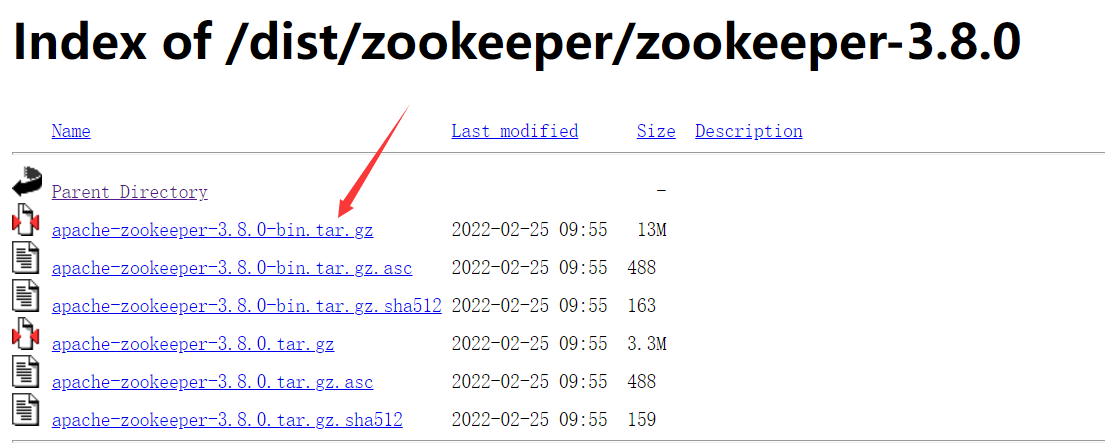 Index of /dist/zookeeper/zookeeper-3.8.0
Name Last modified Size Description
Parent Directory -
apache-zookeeper-3.8.0-bin.tar.gz 2022-02-25 09:55 13M
apache-zookeeper-3.8.0-bin.tar.gz.asc 2022-02-25 09:55 488
apache-zookeeper-3.8.0-bin.tar.gz.sha512 2022-02-25 09:55 163
apache-zookeeper-3.8.0.tar.gz 2022-02-25 09:55 3.3M
apache-zookeeper-3.8.0.tar.gz.asc 2022-02-25 09:55 488
apache-zookeeper-3.8.0.tar.gz.sha512 2022-02-25 09:55 159